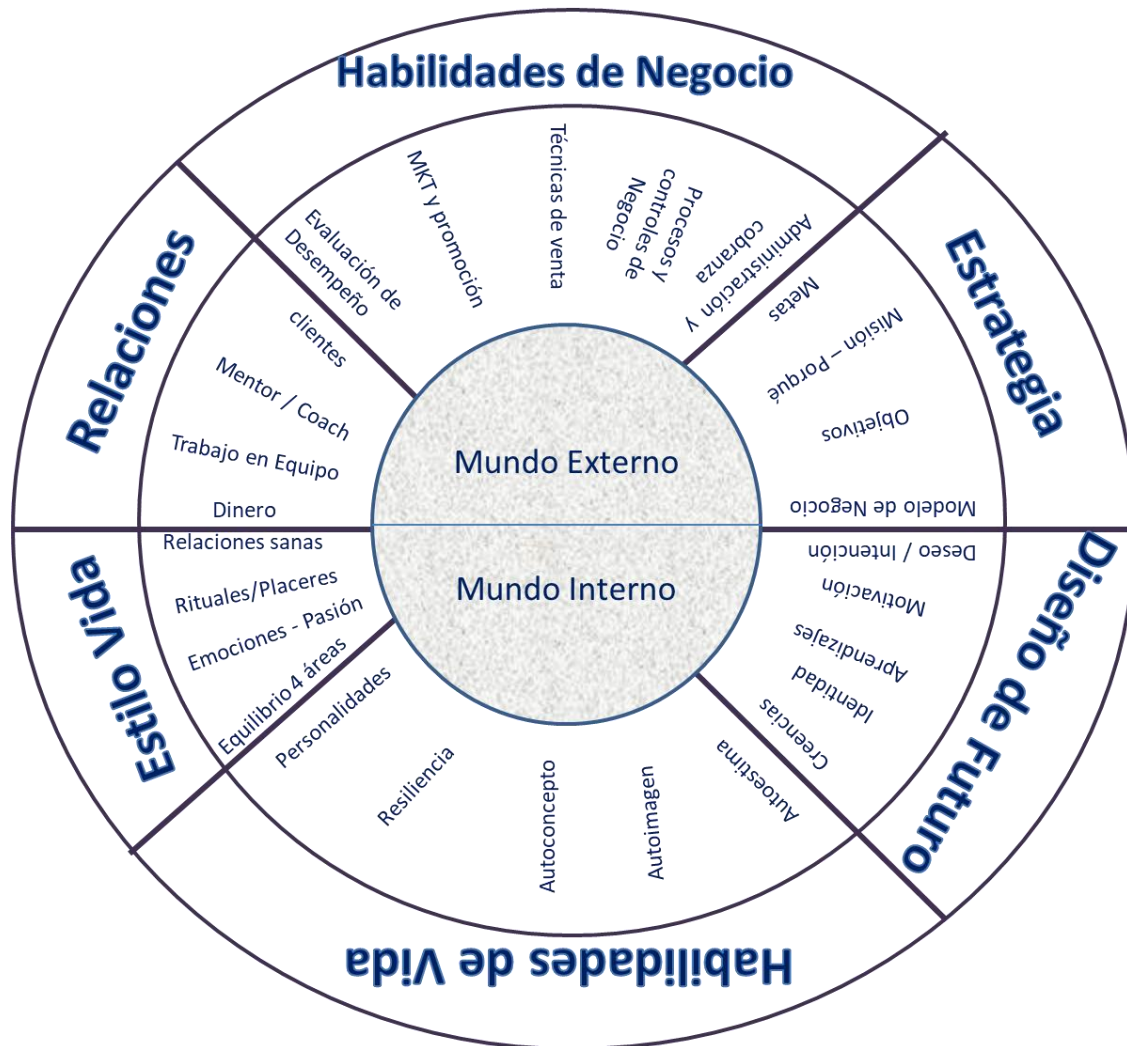 Habilidades de Negocio
Evaluación de
Desempeño
MKT y promoción
Técnicas de venta
Procesos y
controles de
Negocio
Administración y
cobranza
Estrategia
Metas
Misión – Porqué
Objetivos
Modelo de Negocio
Diseño de Futuro
Deseo / Intención
Motivación
Aprendizajes
Identidad
Creencias
Habilidades de Vida
Autoestima
Autoimagen
Autoconcepto
Resiliencia
Personalidades
Estilo Vida
Equilibrio 4 áreas
Emociones - Pasión
Rituales/Placeres
Relaciones sanas
Relaciones
Dinero
Trabajo en Equipo
Mentor / Coach
clientes
Mundo Externo
Mundo Interno